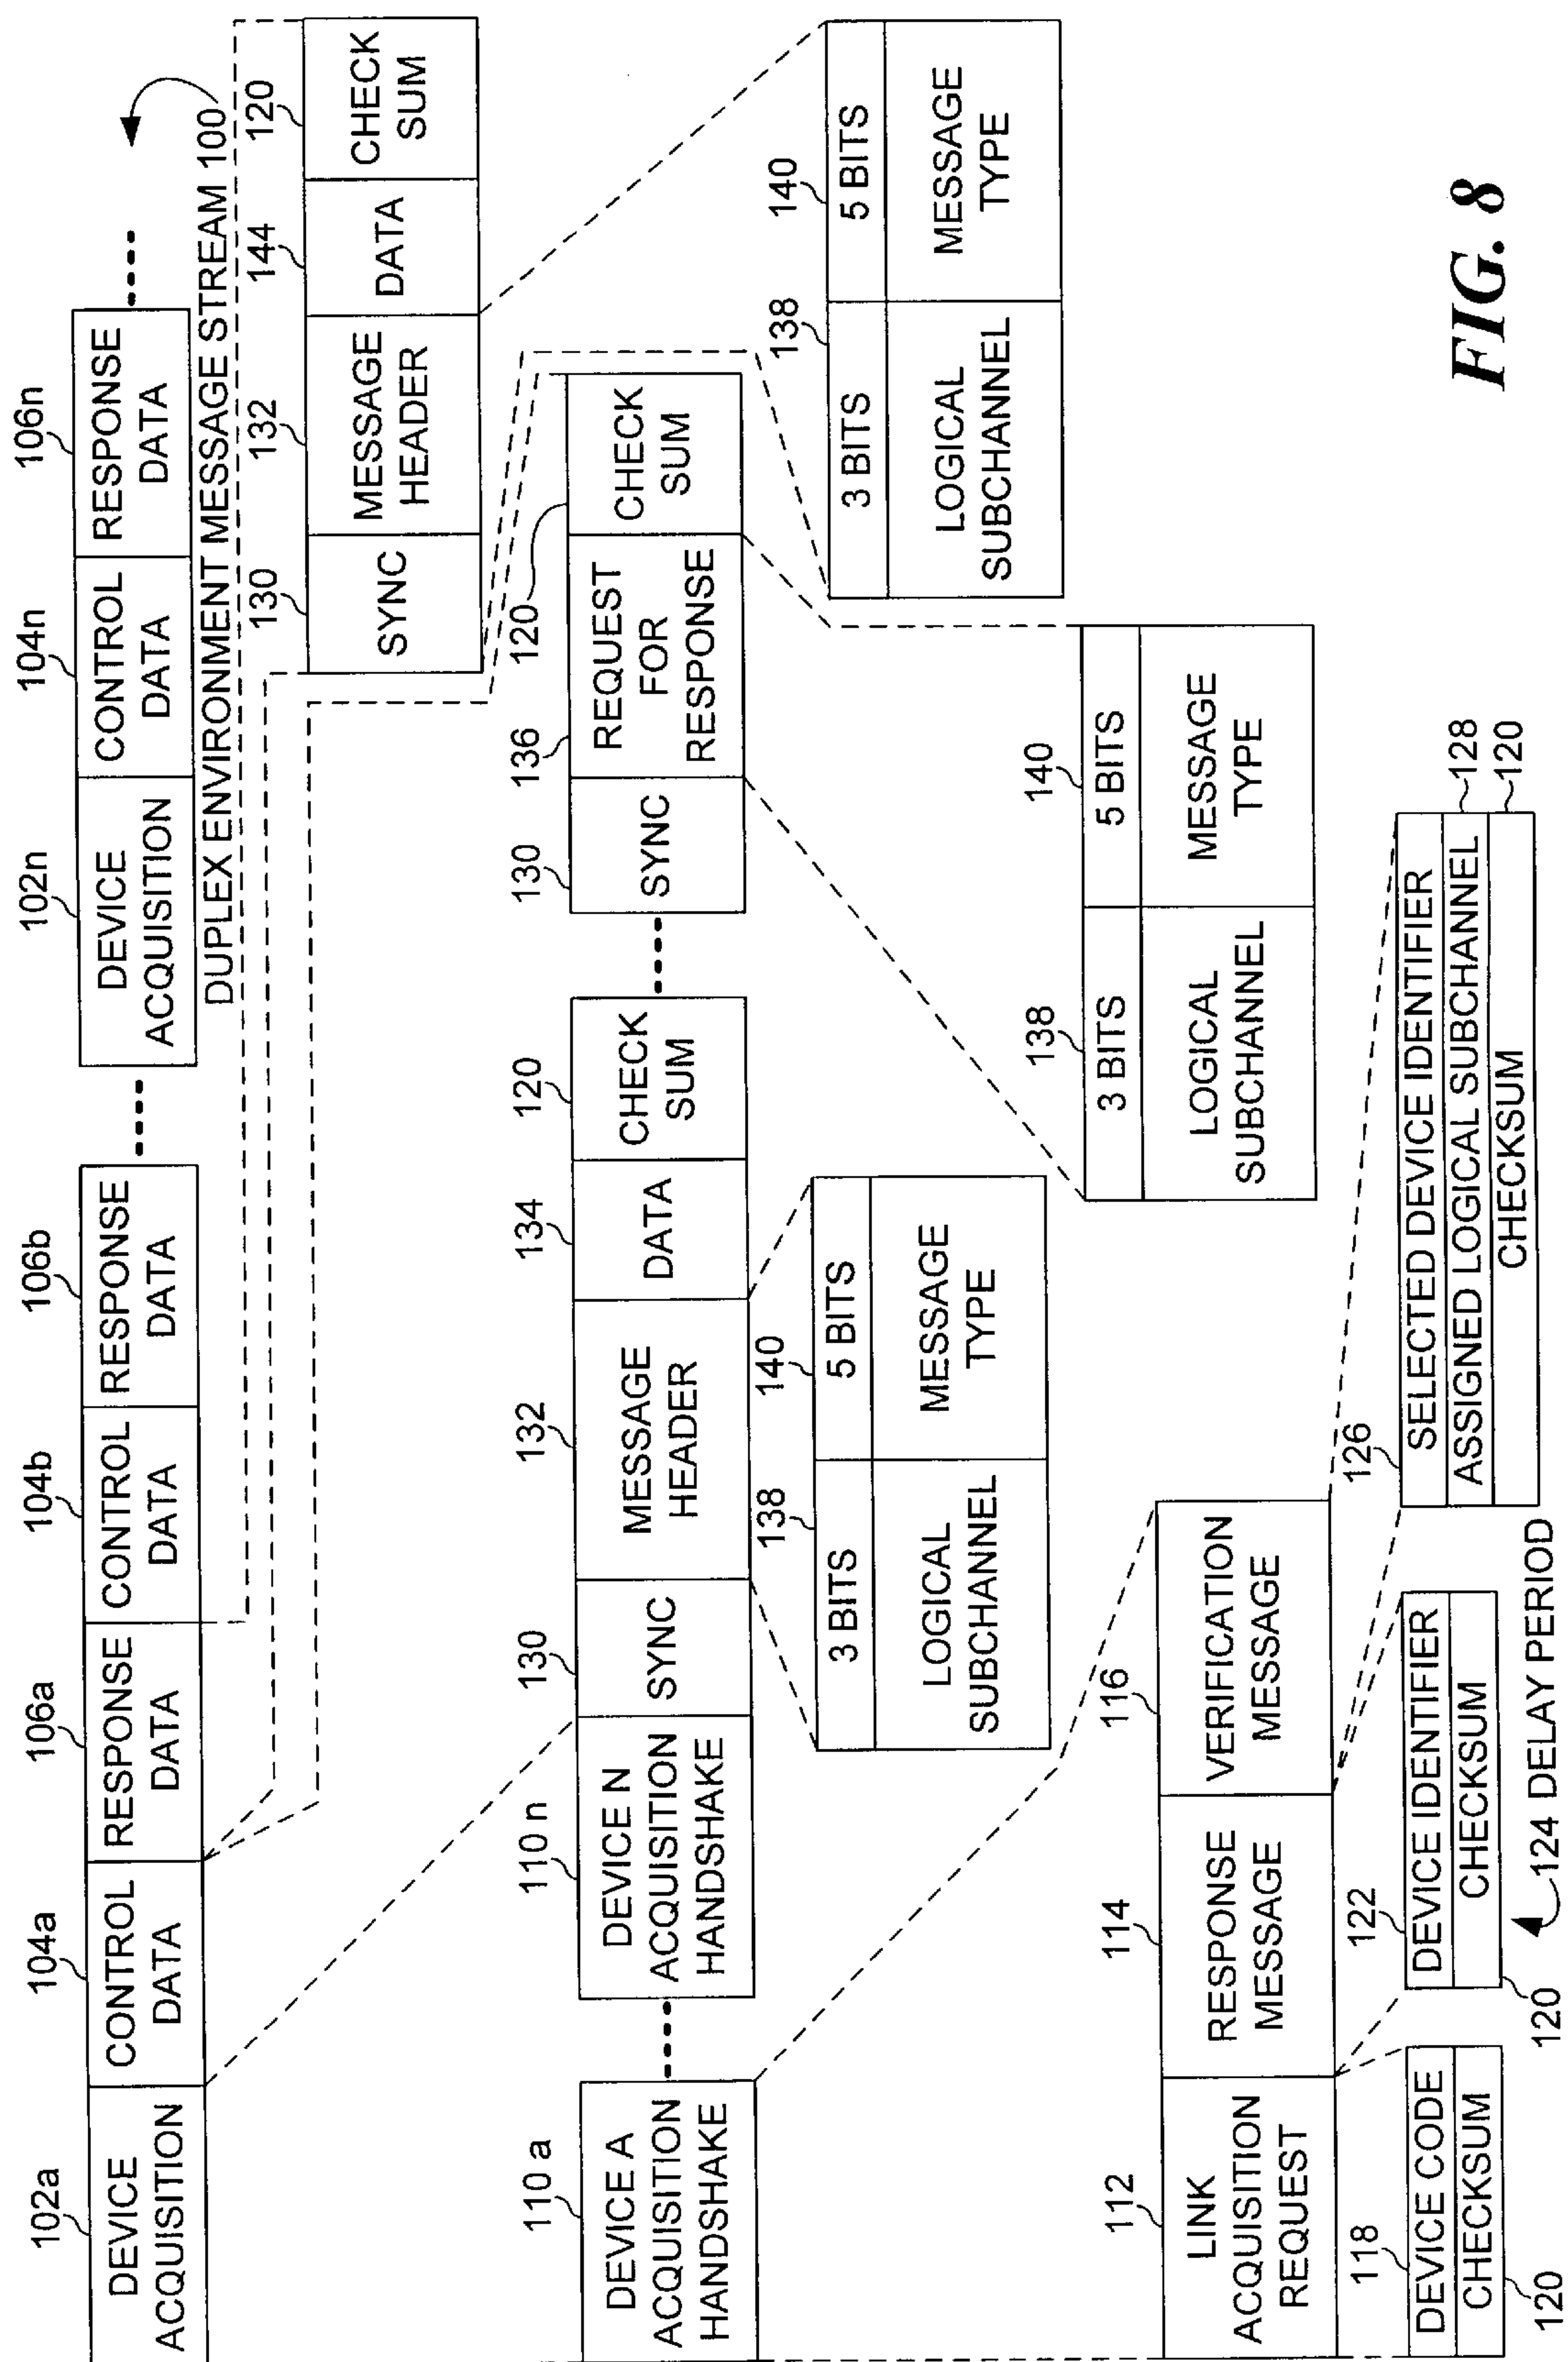 102a
104a
106a
104b
106b
102n
104n
106n
DEVICE
ACQUISITION
CONTROL
DATA
RESPONSE
DATA
CONTROL
DATA
RESPONSE
DATA
DEVICE
ACQUISITION
CONTROL
DATA
RESPONSE
DATA
DUPLEX ENVIRONMENT MESSAGE STREAM 100
130
132
144
120
SYNC
MESSAGE
HEADER
DATA
CHECK
SUM
110 a
110 n
130
132
134
120
130
136
120
DEVICE A
ACQUISITION
HANDSHAKE
DEVICE N
ACQUISITION
HANDSHAKE
SYNC
MESSAGE
HEADER
DATA
CHECK
SUM
SYNC
REQUEST
FOR
RESPONSE
CHECK
SUM
138
140
3 BITS
5 BITS
LOGICAL
SUBCHANNEL
MESSAGE
TYPE
138
140
3 BITS
5 BITS
LOGICAL
SUBCHANNEL
MESSAGE
TYPE
138
140
3 BITS
5 BITS
LOGICAL
SUBCHANNEL
MESSAGE
TYPE
112
114
116
LINK
ACQUISITION
REQUEST
RESPONSE
MESSAGE
VERIFICATION
MESSAGE
118
DEVICE CODE
CHECKSUM
120
122
DEVICE IDENTIFIER
CHECKSUM
120
124 DELAY PERIOD
126
SELECTED DEVICE IDENTIFIER
ASSIGNED LOGICAL SUBCHANNEL
128
CHECKSUM
120
FIG. 8